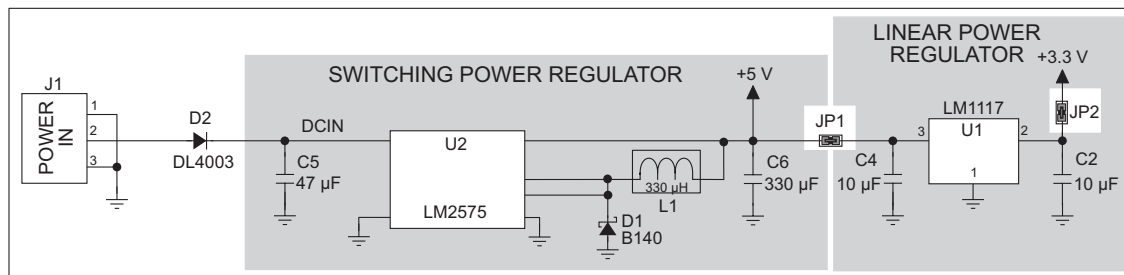 LINEAR POWER
REGULATOR
SWITCHING POWER REGULATOR
+3.3 V
+5 V
J1
POWER
IN
1
2
3
D2
DL4003
DCIN
C5
47 µF
U2
LM2575
330 µH
L1
D1
B140
C6
330 µF
JP1
C4
10 µF
LM1117
U1
3
2
1
JP2
C2
10 µF